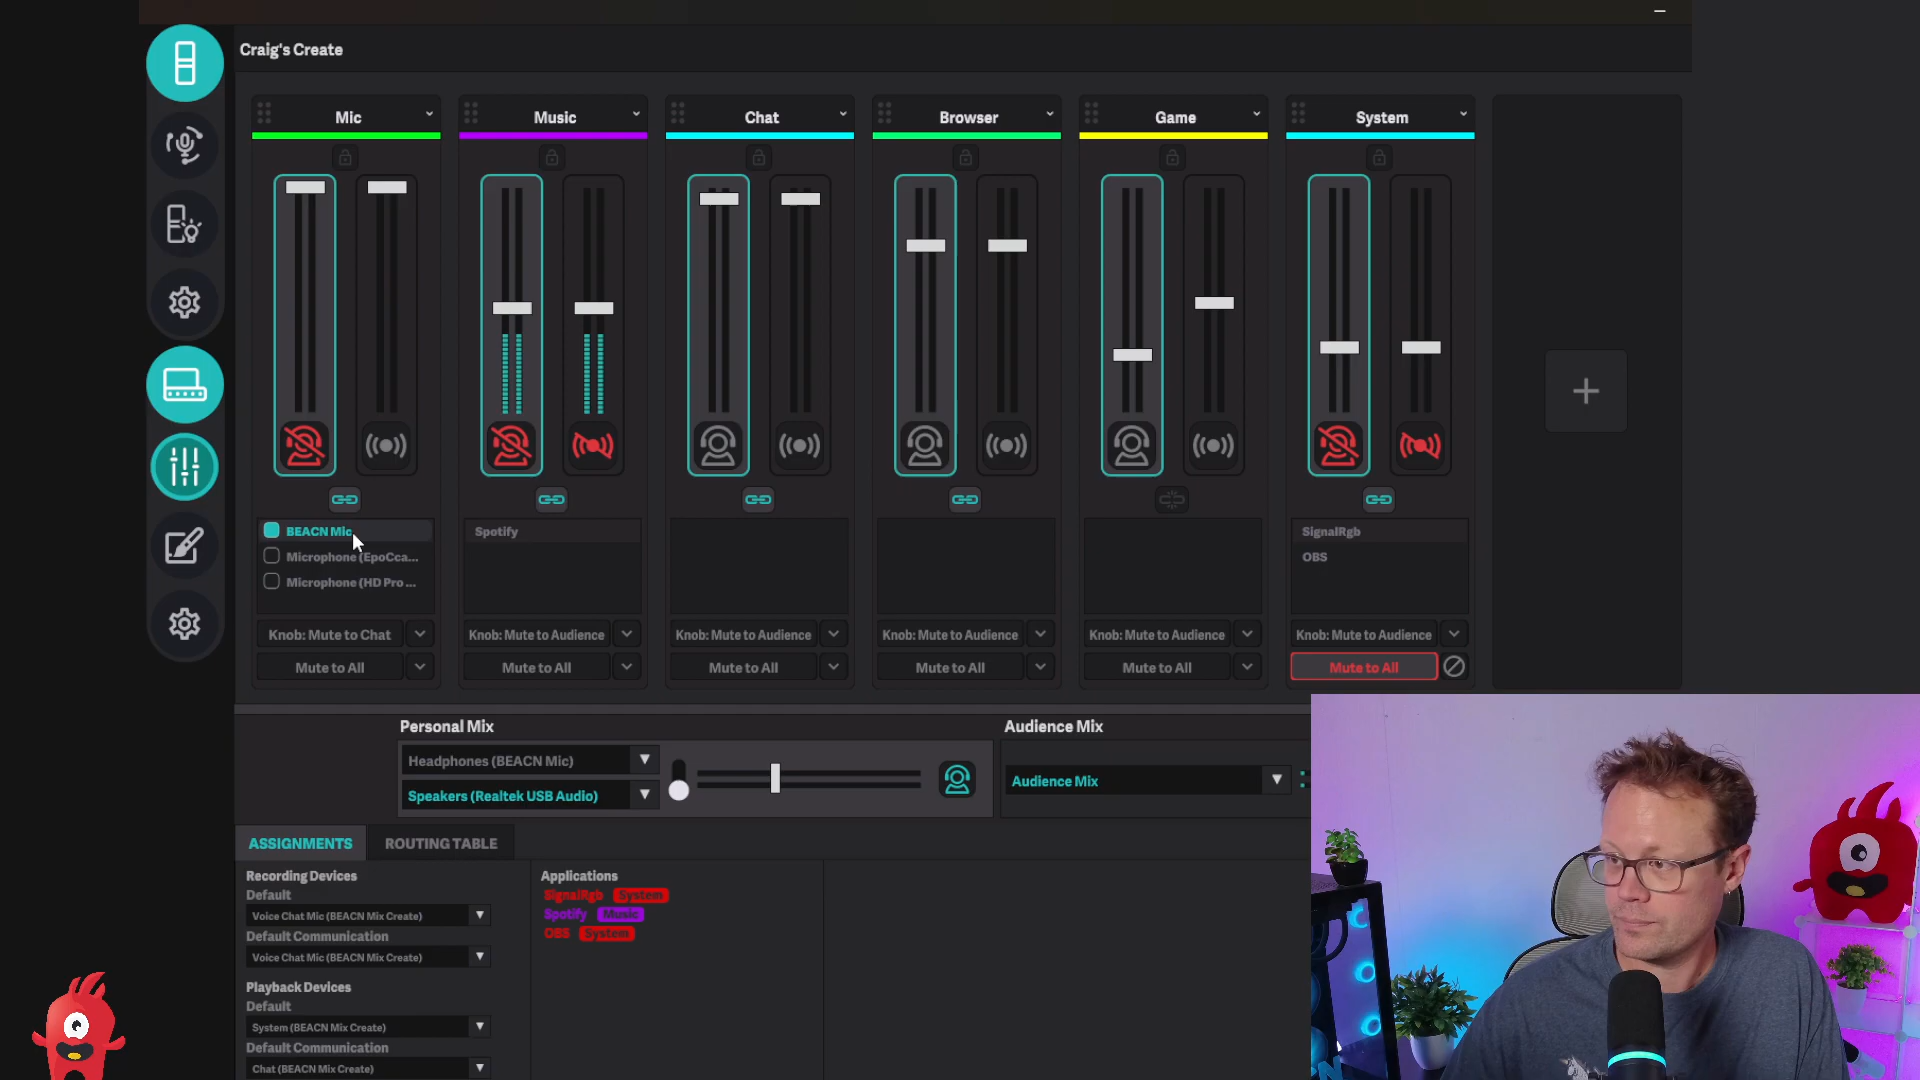 Craig's Create
Mic
Music
Chat
Browser
Game
System
BEACN Mic
Microphone (EpoCca...
Microphone (HD Pro ...
Spotify
SignalRgb
OBS
Knob: Mute to Chat
Knob: Mute to Audience
Knob: Mute to Audience
Knob: Mute to Audience
Knob: Mute to Audience
Knob: Mute to Audience
Mute to All
Mute to All
Mute to All
Mute to All
Mute to All
Mute to All
Personal Mix
Headphones (BEACN Mic)
Speakers (Realtek USB Audio)
Audience Mix
Audience Mix
ASSIGNMENTS
ROUTING TABLE
Recording Devices
Default
Voice Chat Mic (BEACN Mix Create)
Default Communication
Voice Chat Mic (BEACN Mix Create)
Playback Devices
Default
System (BEACN Mix Create)
Default Communication
Chat (BEACN Mix Create)
Applications
SignalRgb System
Spotify Music
OBS System